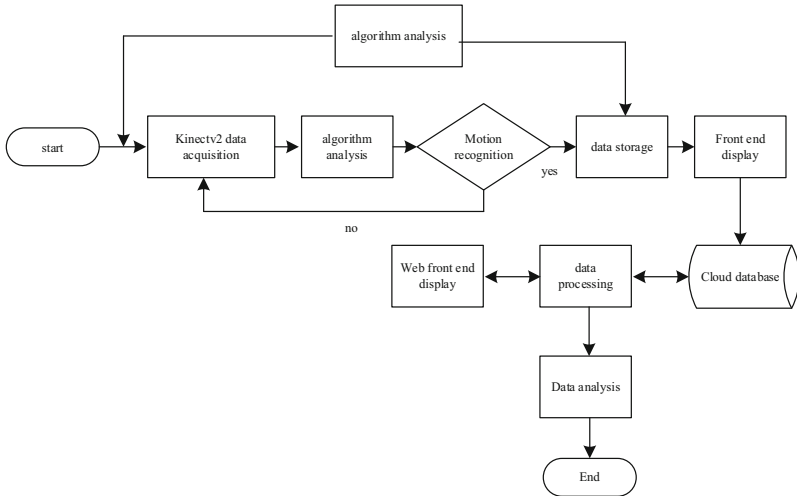 algorithm analysis
start
Kinectv2 data
acquisition
algorithm
analysis
Motion
recognition
yes
data storage
Front end
display
no
Web front end
display
data
processing
Cloud database
Data analysis
End